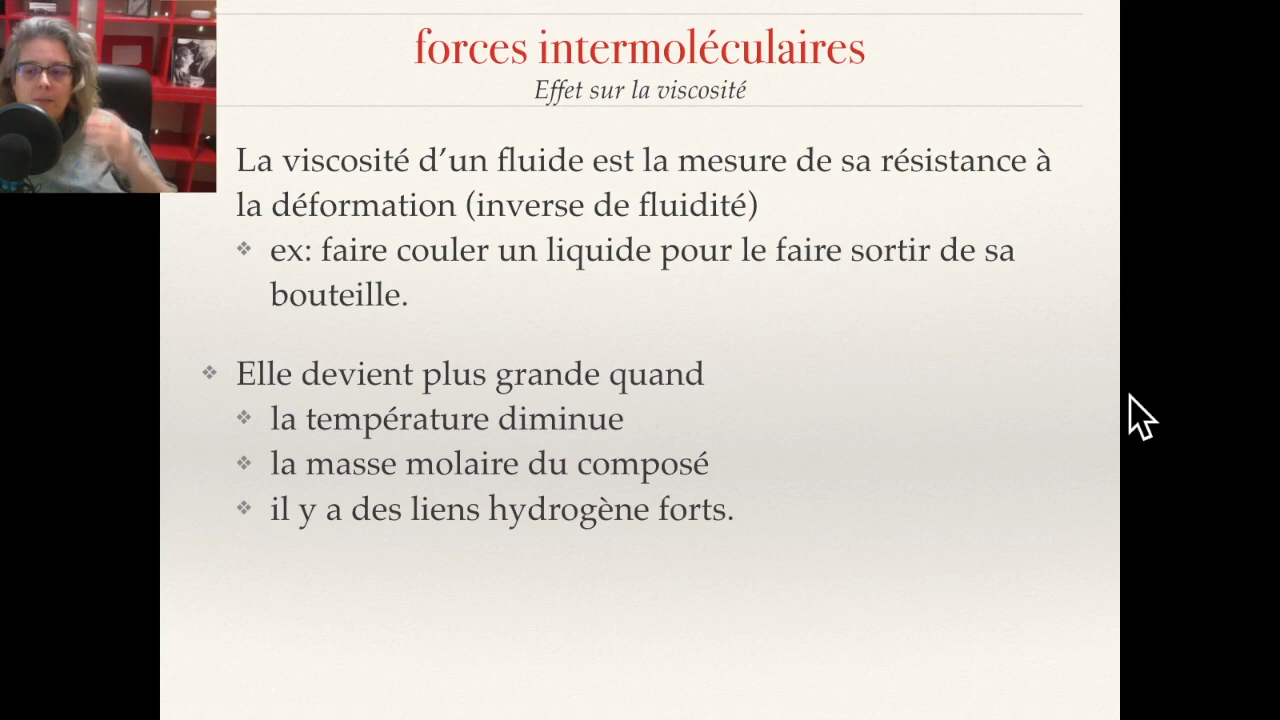 forces intermoléculaires
Effet sur la viscosité
La viscosité d’un fluide est la mesure de sa résistance à
la déformation (inverse de fluidité)
❖ ex: faire couler un liquide pour le faire sortir de sa
bouteille.
❖ Elle devient plus grande quand
❖ la température diminue
❖ la masse molaire du composé
❖ il y a des liens hydrogène forts.